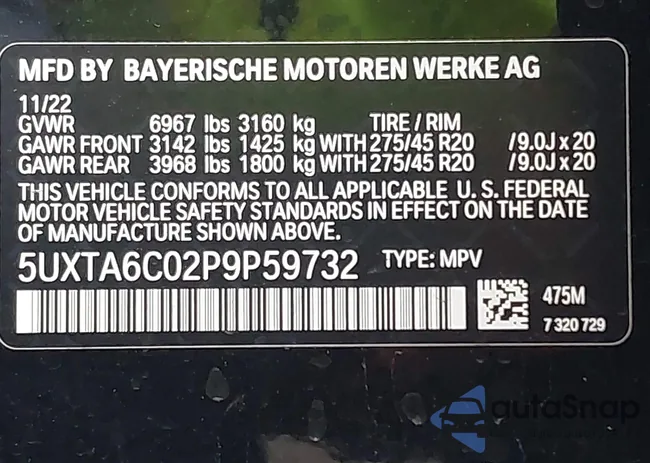 MFD BY BAYERISCHE MOTOREN WERKE AG
11/22
GVWR 6967 lbs 3160 kg TIRE / RIM
GAWR FRONT 3142 lbs 1425 kg WITH 275/45 R20 /9.0J x 20
GAWR REAR 3968 lbs 1800 kg WITH 275/45 R20 /9.0J x 20
THIS VEHICLE CONFORMS TO ALL APPLICABLE U. S. FEDERAL
MOTOR VEHICLE SAFETY STANDARDS IN EFFECT ON THE DATE
OF MANUFACTURE SHOWN ABOVE.
5UXTA6C02P9P59732 TYPE: MPV
475M
7 320 729
autoSnap